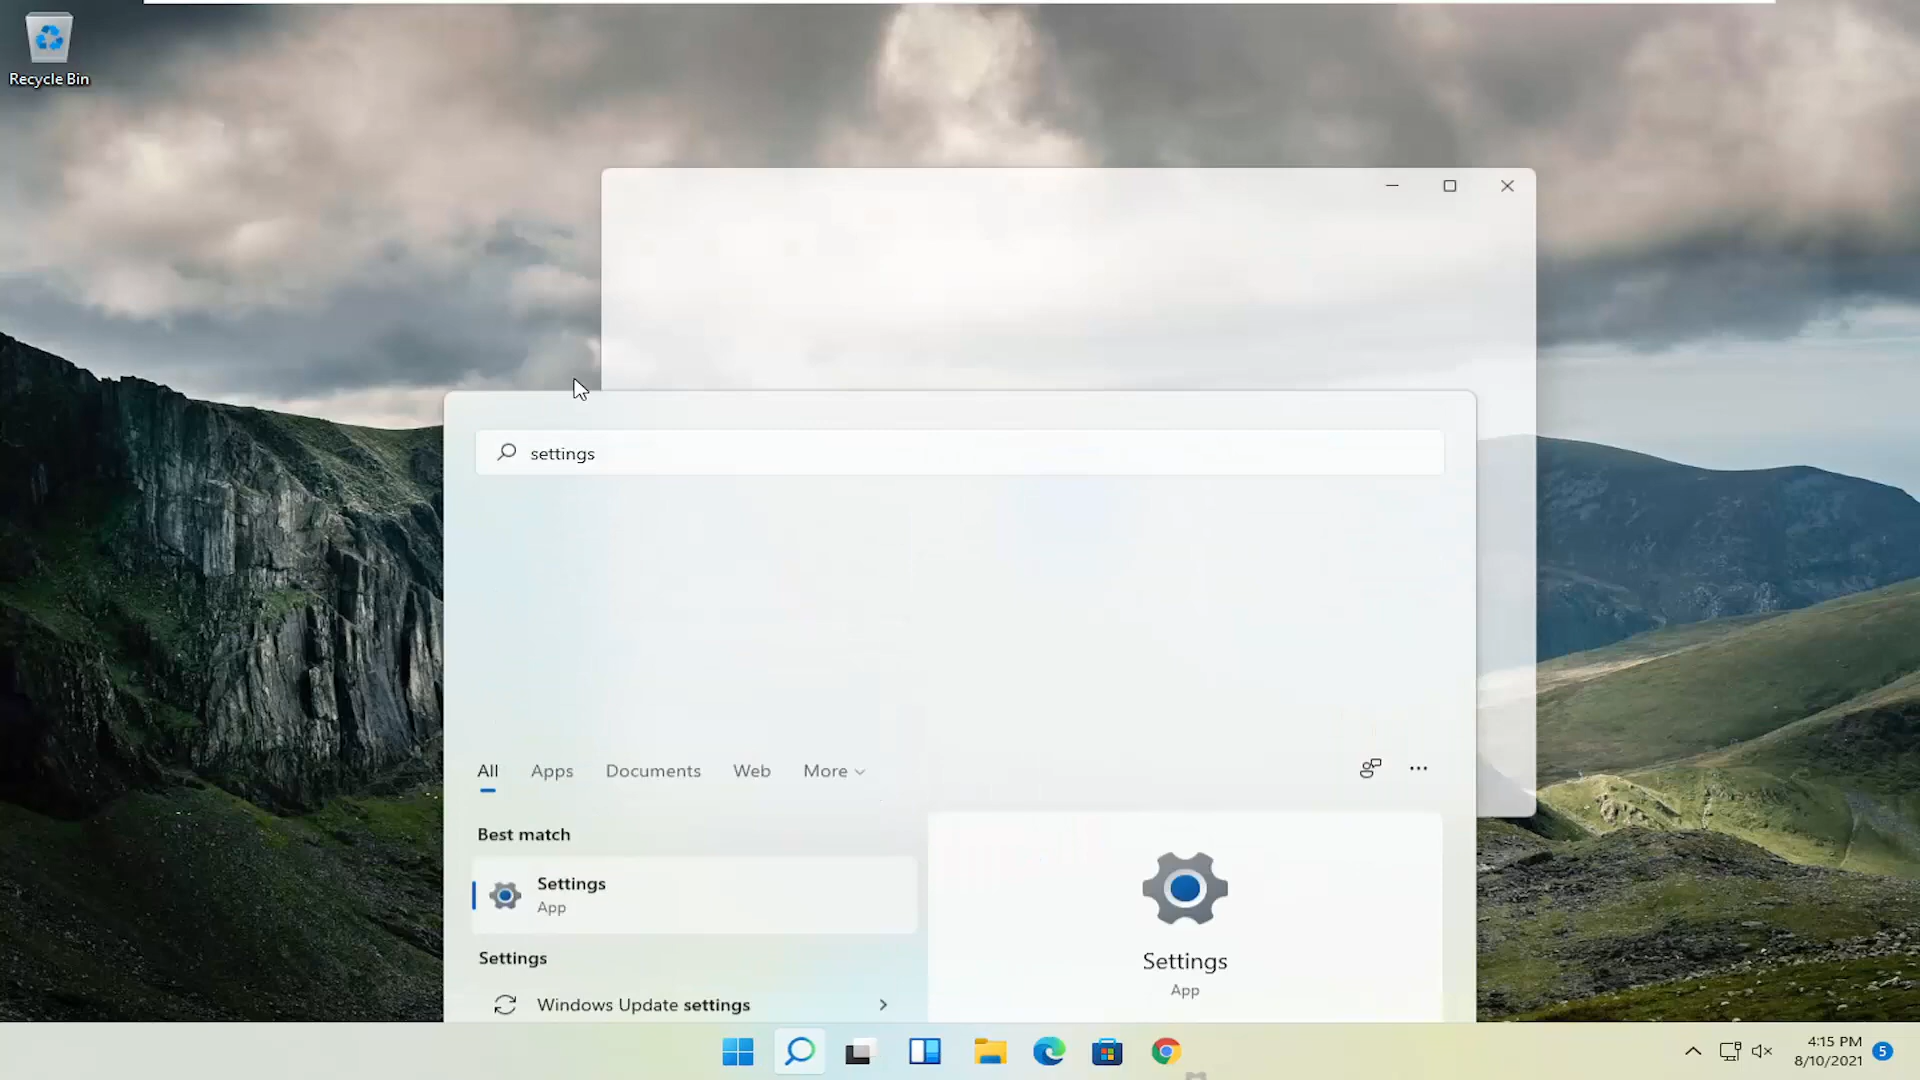 Recycle Bin
settings
All Apps Documents Web More
Best match
Settings
App
Settings
Windows Update settings
Settings
App
4:15 PM
8/10/2021
5